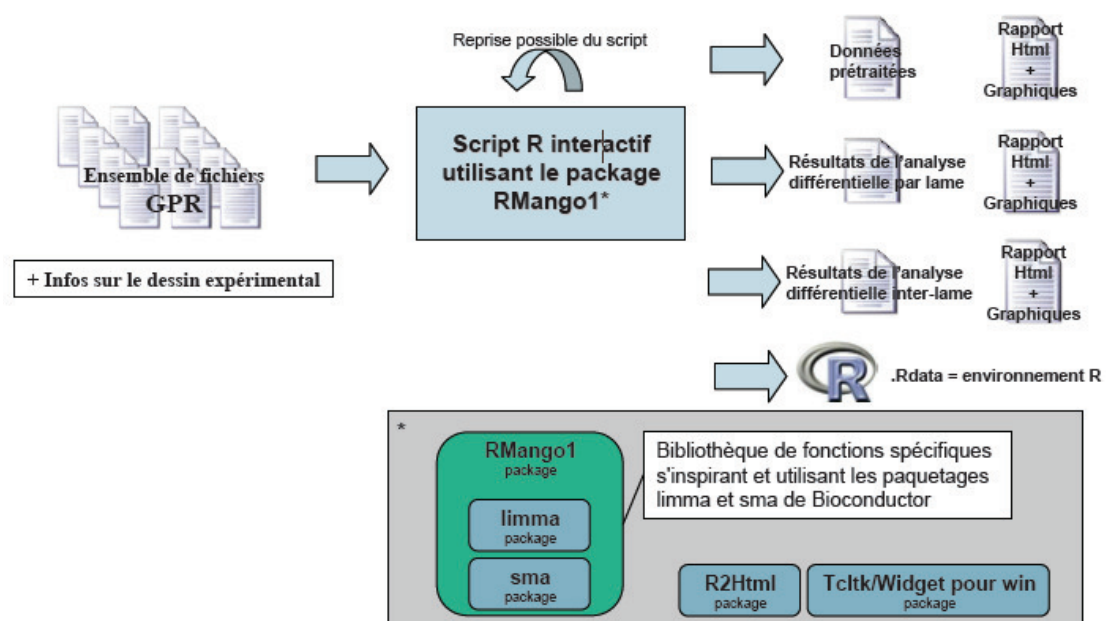 Reprise possible du script
Ensemble de fichiers
GPR
+ Infos sur le dessin expérimental
Script R interactif
utilisant le package
RMango1*
Données
prétraitées
Rapport
Html
+
Graphiques
Résultats de l'analyse
différentielle par lame
Rapport
Html
+
Graphiques
Résultats de l'analyse
différentielle inter-lame
Rapport
Html
+
Graphiques
R
.Rdata = environnement R
*
RMango1
package
limma
package
sma
package
Bibliothèque de fonctions spécifiques
s'inspirant et utilisant les paquetages
limma et sma de Bioconductor
R2Html
package
Tcltk/Widget pour win
package